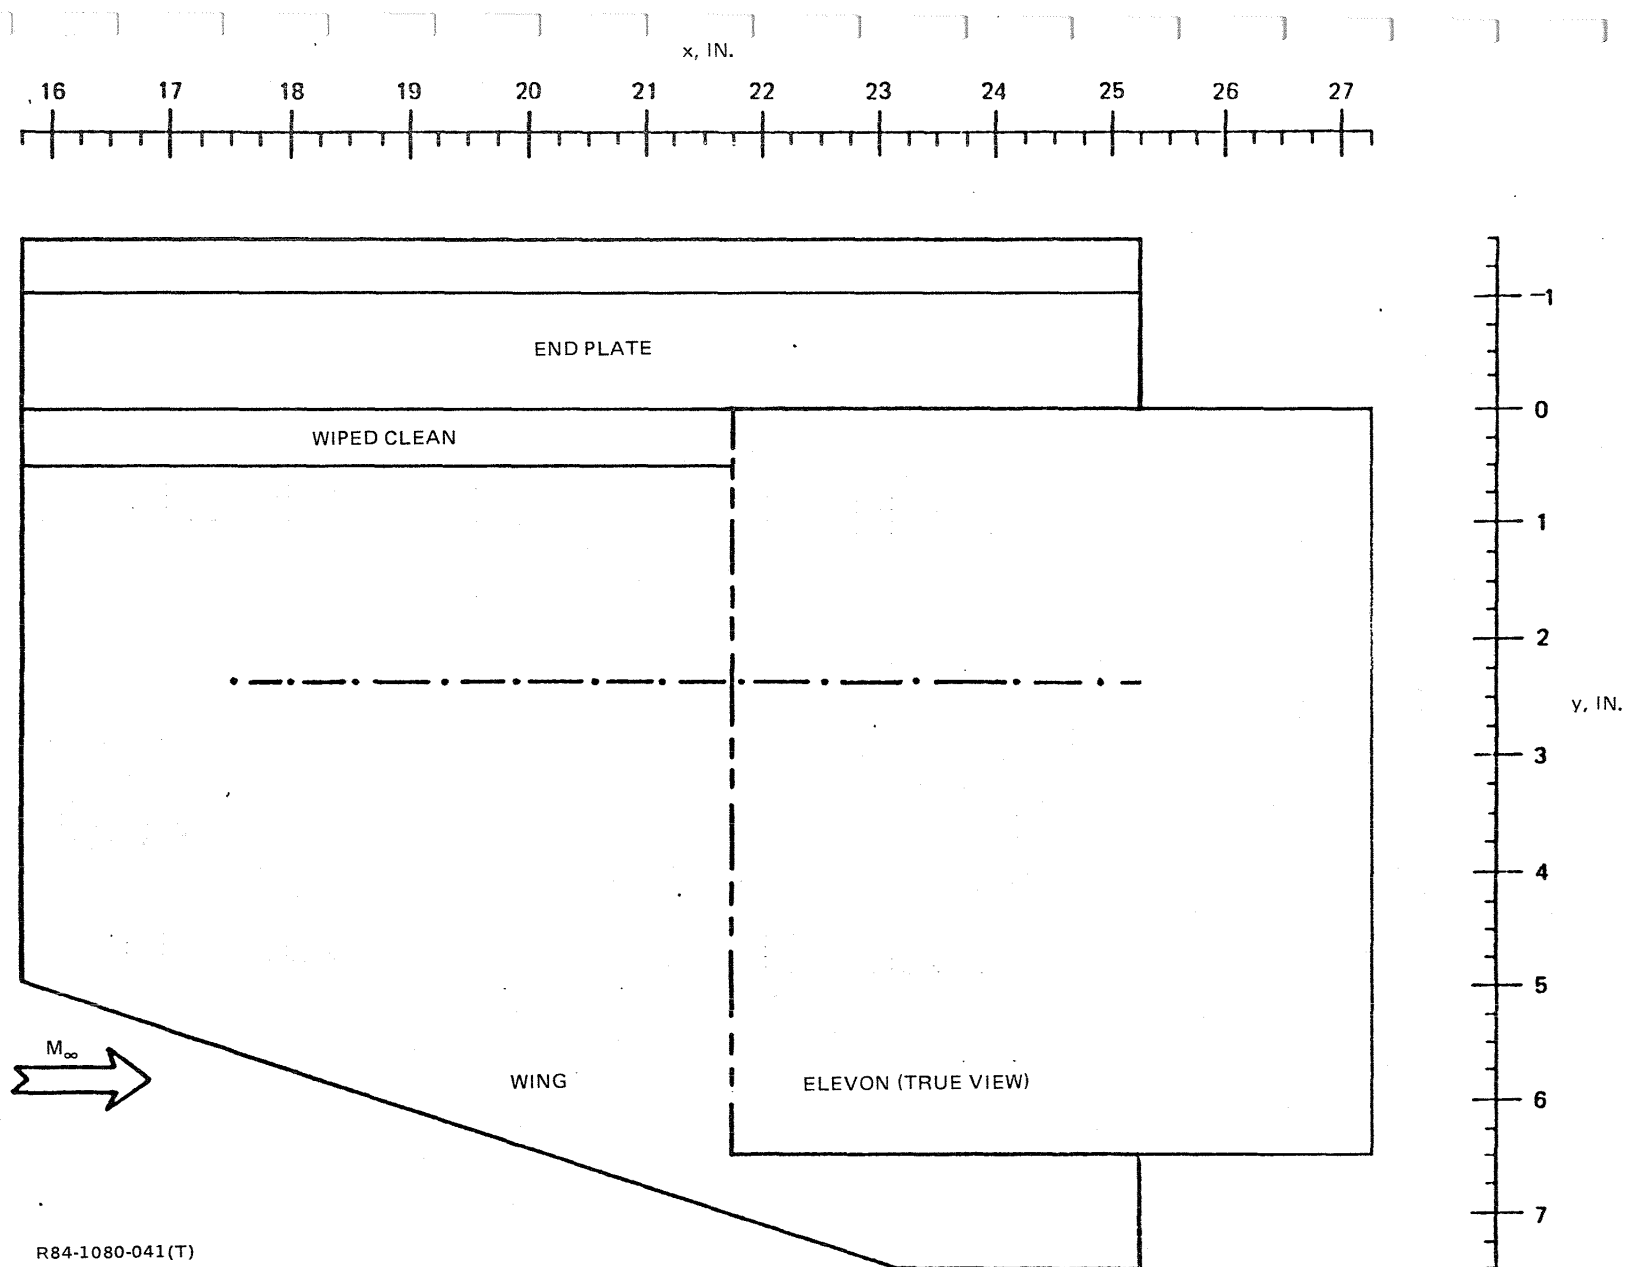 x, IN.
16 17 18 19 20 21 22 23 24 25 26 27
−1
END PLATE
0
WIPED CLEAN
1
2
y, IN.
3
4
5
M∞
WING
ELEVON (TRUE VIEW)
6
7
R84-1080-041(T)